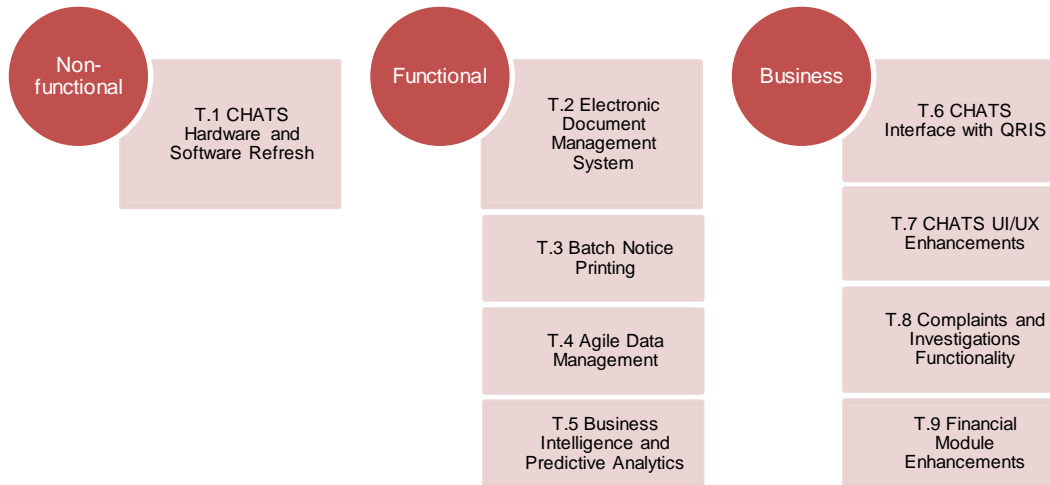 Non-
functional
T.1 CHATS
Hardware and
Software Refresh
Functional
T.2 Electronic
Document
Management
System
T.3 Batch Notice
Printing
T.4 Agile Data
Management
T.5 Business
Intelligence and
Predictive Analytics
Business
T.6 CHATS
Interface with QRIS
T.7 CHATS UI/UX
Enhancements
T.8 Complaints and
Investigations
Functionality
T.9 Financial
Module
Enhancements